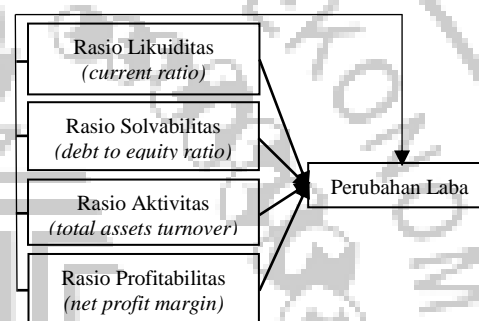 Rasio Likuiditas
(current ratio)
Rasio Solvabilitas
(debt to equity ratio)
Perubahan Laba
Rasio Aktivitas
(total assets turnover)
Rasio Profitabilitas
(net profit margin)